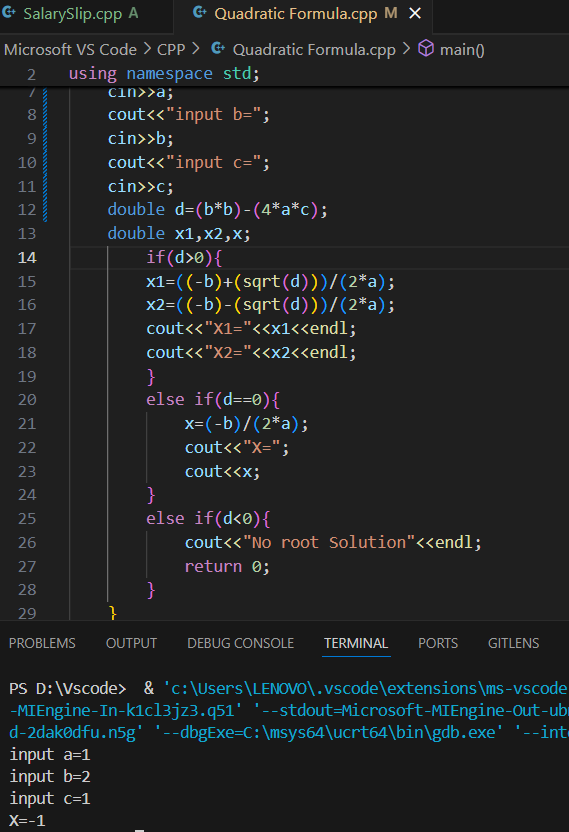 SalarySlip.cpp A
Quadratic Formula.cpp M
Microsoft VS Code > CPP > Quadratic Formula.cpp > main()
2 using namespace std;
7 cin>>a;
8 cout<<"input b=";
9 cin>>b;
10 cout<<"input c=";
11 cin>>c;
12 double d=(b*b)-(4*a*c);
13 double x1,x2,x;
14 if(d>0){
15 x1=((-b)+(sqrt(d)))/(2*a);
16 x2=((-b)-(sqrt(d)))/(2*a);
17 cout<<"X1="<<x1<<endl;
18 cout<<"X2="<<x2<<endl;
19 }
20 else if(d==0){
21 x=(-b)/(2*a);
22 cout<<"X=";
23 cout<<x;
24 }
25 else if(d<0){
26 cout<<"No root Solution"<<endl;
27 return 0;
28 }
29 }
PROBLEMS OUTPUT DEBUG CONSOLE TERMINAL PORTS GITLENS
PS D:\Vscode> & 'c:\Users\LENOVO\.vscode\extensions\ms-vscode
-MIEngine-In-k1cl3jz3.q51' '--stdout=Microsoft-MIEngine-Out-ubn
d-2dak0dfu.n5g' '--dbgExe=C:\msys64\ucrt64\bin\gdb.exe' '--inte
input a=1
input b=2
input c=1
X=-1